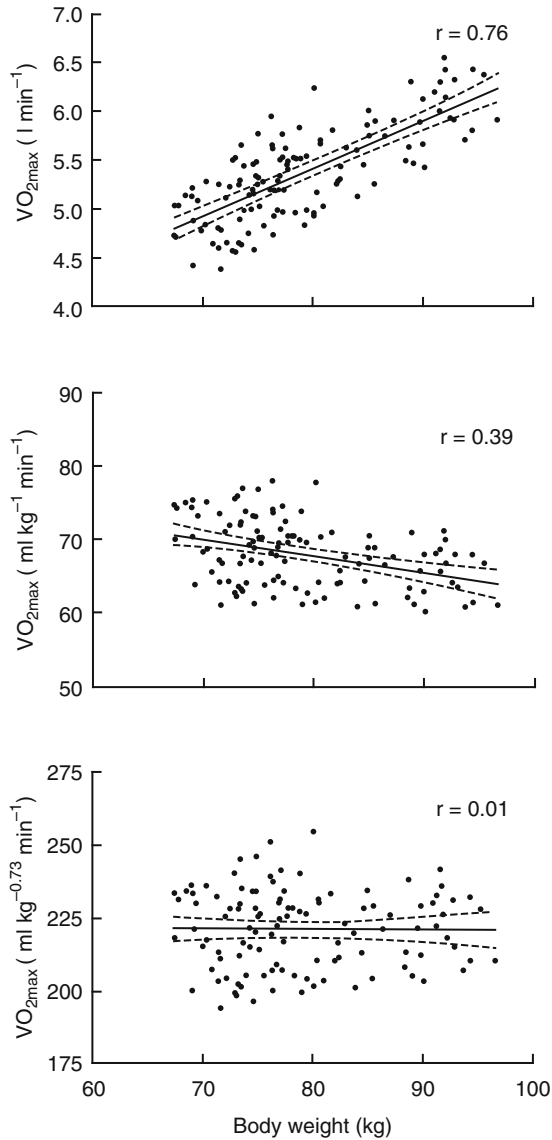 7.0
r = 0.76
6.5
6.0
5.5
5.0
4.5
4.0
VO2max ( l min−1)
90
r = 0.39
80
70
60
50
VO2max ( ml kg−1 min−1)
275
r = 0.01
250
225
200
175
VO2max ( ml kg−0.73 min−1)
60 70 80 90 100
Body weight (kg)